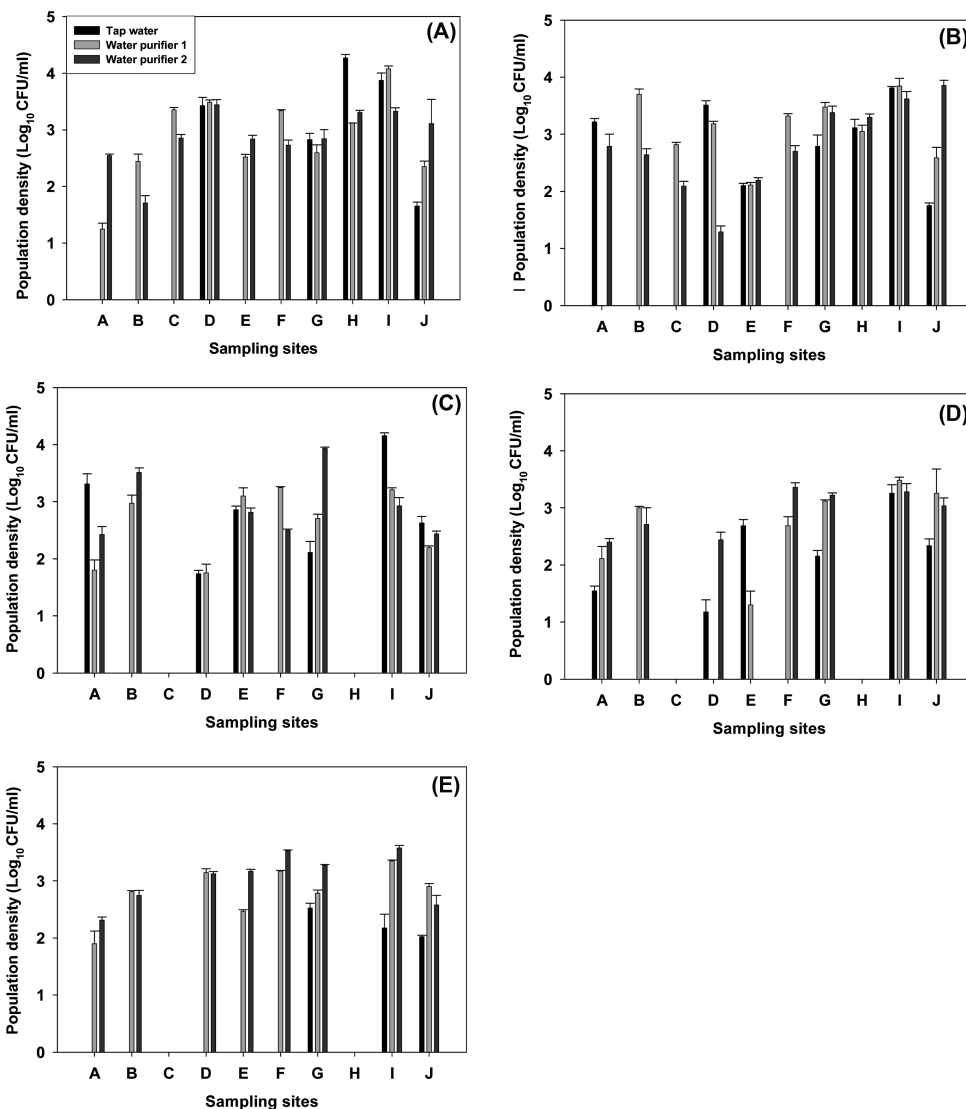 Tap water
Water purifier 1
Water purifier 2
(A)
Population density (Log10 CFU/ml)
5
4
3
2
1
0
A B C D E F G H I J
Sampling sites
(B)
| Population density (Log10 CFU/ml)
5
4
3
2
1
0
A B C D E F G H I J
Sampling sites
(C)
Population density (Log10 CFU/ml)
5
4
3
2
1
0
A B C D E F G H I J
Sampling sites
(D)
Population density (Log10 CFU/ml)
5
4
3
2
1
0
A B C D E F G H I J
Sampling sites
(E)
Population density (Log10 CFU/ml)
5
4
3
2
1
0
A B C D E F G H I J
Sampling sites